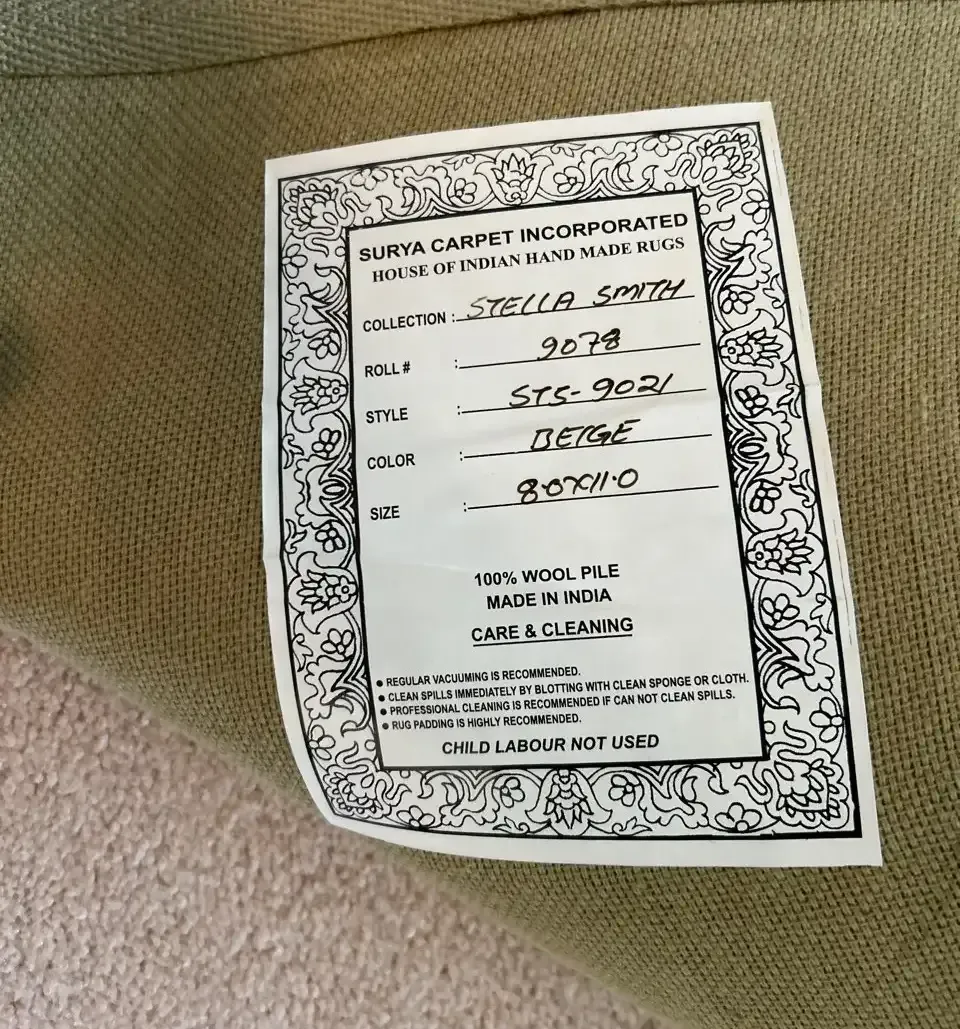 SURYA CARPET INCORPORATED
HOUSE OF INDIAN HAND MADE RUGS
COLLECTION : STELLA SMITH
ROLL # : 9078
STYLE : STS-9021
COLOR : BEIGE
SIZE : 8.0X11.0
100% WOOL PILE
MADE IN INDIA
CARE & CLEANING
● REGULAR VACUUMING IS RECOMMENDED.
● CLEAN SPILLS IMMEDIATELY BY BLOTTING WITH CLEAN SPONGE OR CLOTH.
● PROFESSIONAL CLEANING IS RECOMMENDED IF CAN NOT CLEAN SPILLS.
● RUG PADDING IS HIGHLY RECOMMENDED.
CHILD LABOUR NOT USED